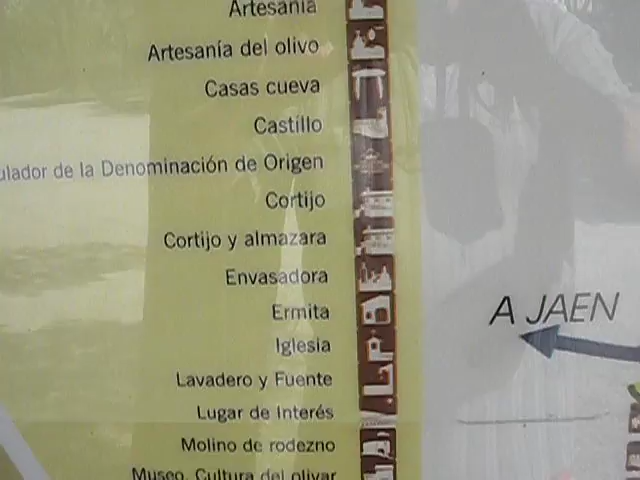 Artesanía
Artesanía del olivo
Casas cueva
Castillo
ulador de la Denominación de Origen
Cortijo
Cortijo y almazara
Envasadora
Ermita
Iglesia
Lavadero y Fuente
Lugar de Interés
Molino de rodezno
Museo. Cultura del olivar
A JAEN